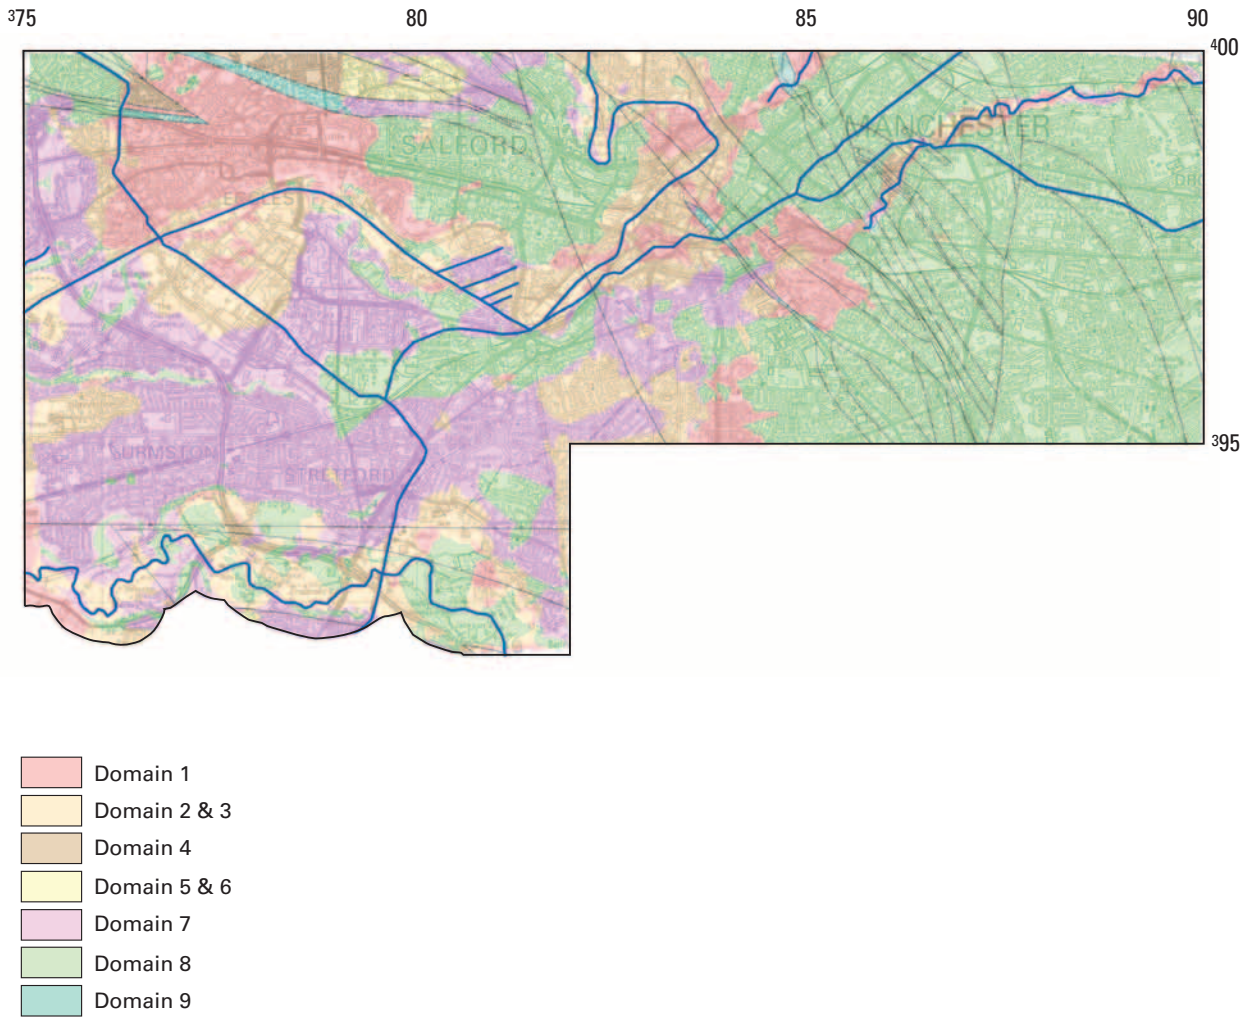 ³75 80 85 90
⁴00
MANCHESTER
SALFORD
ECCLES
³95
URMSTON
STRETFORD
Domain 1
Domain 2 & 3
Domain 4
Domain 5 & 6
Domain 7
Domain 8
Domain 9